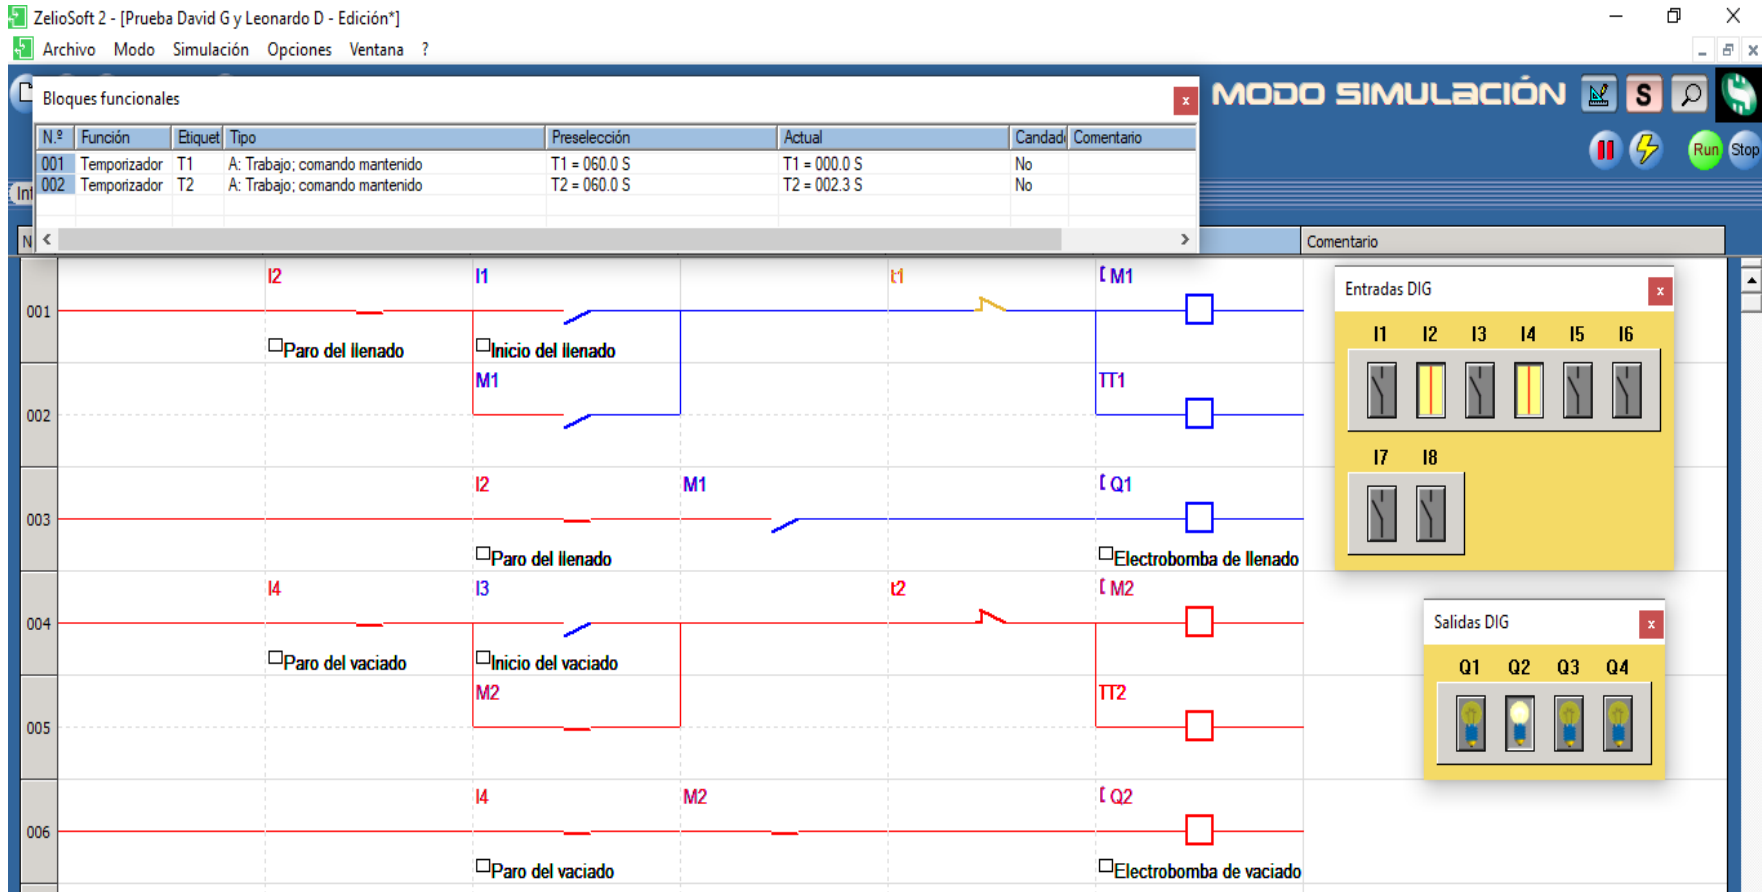 ZelioSoft 2 - [Prueba David G y Leonardo D - Edición*]
Archivo Modo Simulación Opciones Ventana ?
MODO SIMULACIÓN
S
Run Stop
Bloques funcionales
N.º Función Etiquet Tipo Preselección Actual Candad Comentario
001 Temporizador T1 A: Trabajo; comando mantenido T1 = 060.0 S T1 = 000.0 S No
002 Temporizador T2 A: Trabajo; comando mantenido T2 = 060.0 S T2 = 002.3 S No
Int
N
Comentario
I2 I1 t1 [ M1
001
Paro del llenado Inicio del llenado
M1 TT1
002
I2 M1 [ Q1
003
Paro del llenado Electrobomba de llenado
I4 I3 t2 [ M2
004
Paro del vaciado Inicio del vaciado
M2 TT2
005
I4 M2 [ Q2
006
Paro del vaciado Electrobomba de vaciado
Entradas DIG
I1 I2 I3 I4 I5 I6
I7 I8
Salidas DIG
Q1 Q2 Q3 Q4